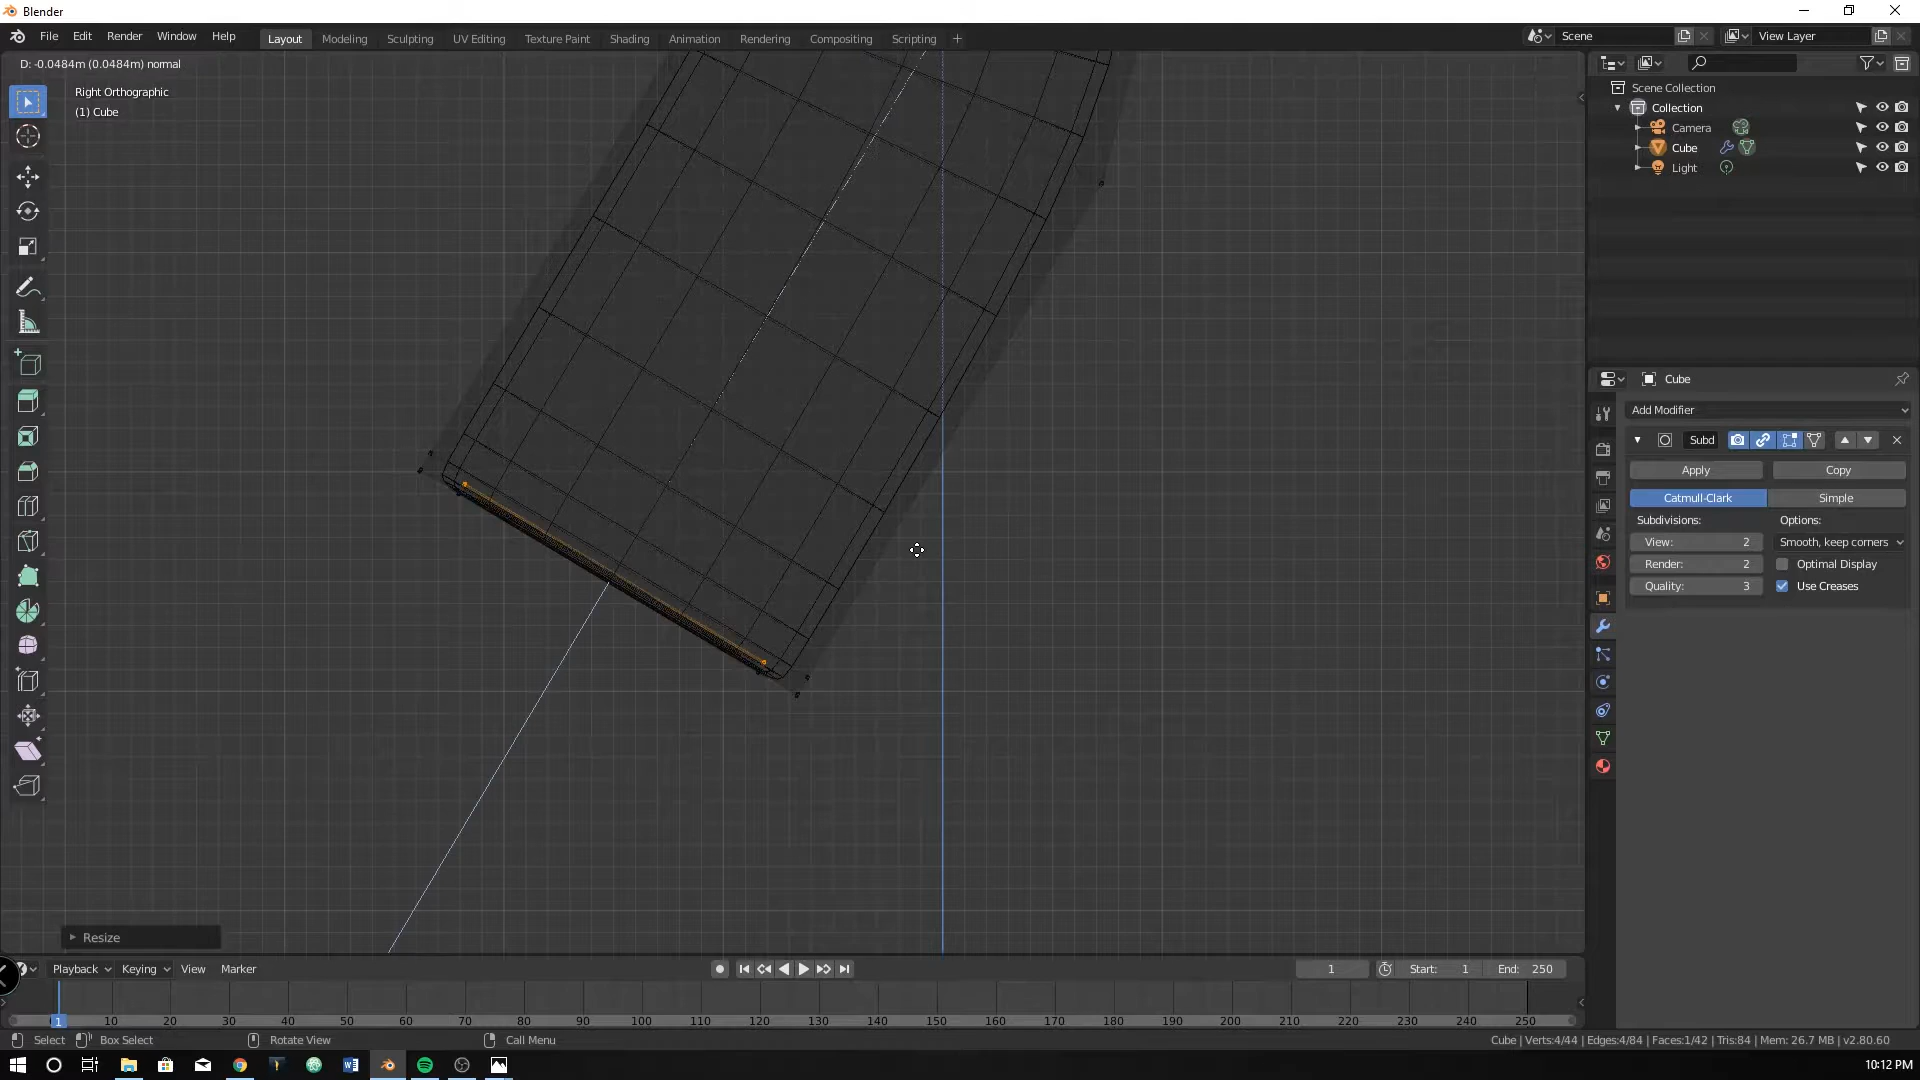 Blender
File Edit Render Window Help
Layout Modeling Sculpting UV Editing Texture Paint Shading Animation Rendering Compositing Scripting
Scene
View Layer
D: -0.0484m (0.0484m) normal
Right Orthographic
(1) Cube
Scene Collection
Collection
Camera
Cube
Light
Cube
Add Modifier
Subd
Apply Copy
Catmull-Clark Simple
Subdivisions: Options:
View: 2 Smooth, keep corners
Render: 2 Optimal Display
Quality: 3 Use Creases
Resize
Playback Keying View Marker
1 Start: 1 End: 250
1 10 20 30 40 50 60 70 80 90 100 110 120 130 140 150 160 170 180 190 200 210 220 230 240 250
Select Box Select Rotate View Call Menu
Cube | Verts:4/44 | Edges:4/84 | Faces:1/42 | Tris:84 | Mem: 26.7 MB | v2.80.60
10:12 PM